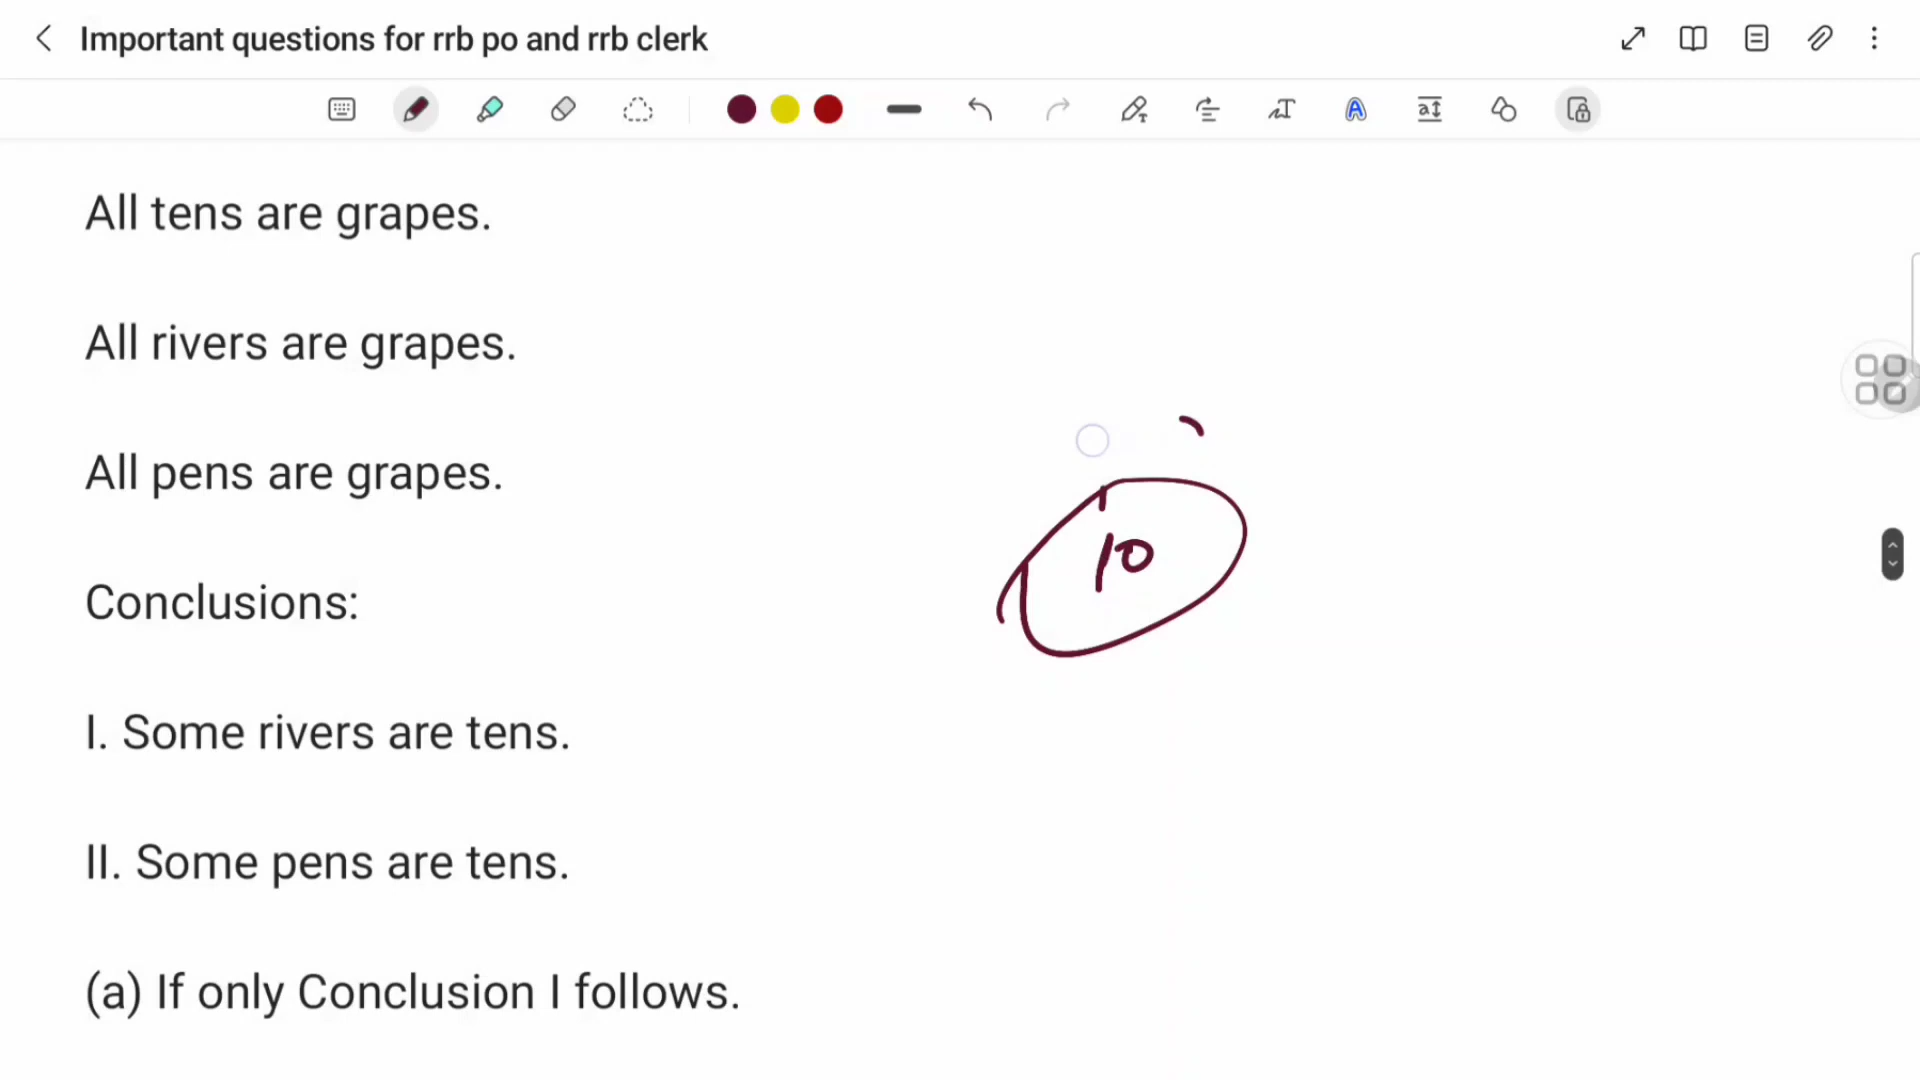 Important questions for rrb po and rrb clerk
All tens are grapes.
All rivers are grapes.
All pens are grapes.
10
Conclusions:
I. Some rivers are tens.
II. Some pens are tens.
(a) If only Conclusion I follows.